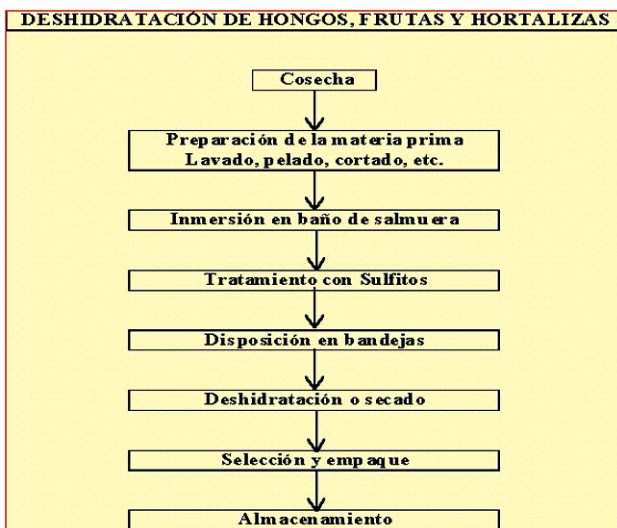 DESHIDRATACIÓN DE HONGOS, FRUTAS Y HORTALIZAS
Cosecha
Preparación de la materia prima
Lavado, pelado, cortado, etc.
Inmersión en baño de salmuera
Tratamiento con Sulfitos
Disposición en bandejas
Deshidratación o secado
Selección y empaque
Almacenamiento